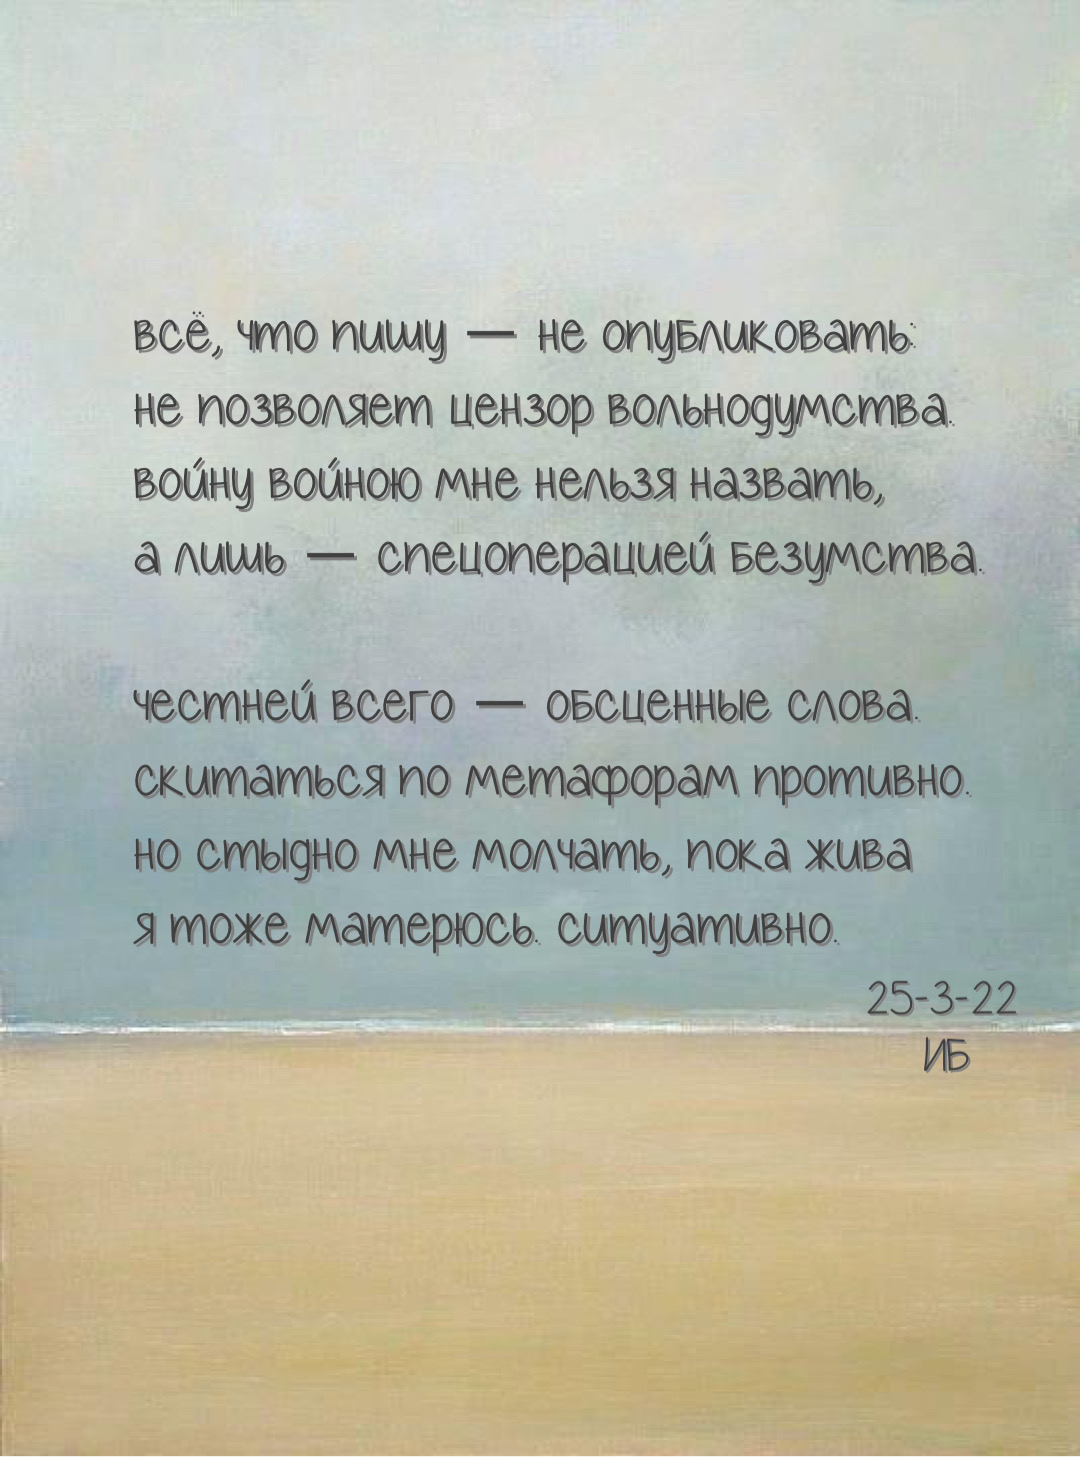 всё, что пишу — не опубликовать:
не позволяет цензор вольнодумства.
войну войною мне нельзя назвать,
а лишь — спецоперацией безумства.
честней всего — обсценные слова.
скитаться по метафорам противно.
но стыдно мне молчать, пока жива
я тоже матерюсь. ситуативно.
25-3-22
ИБ